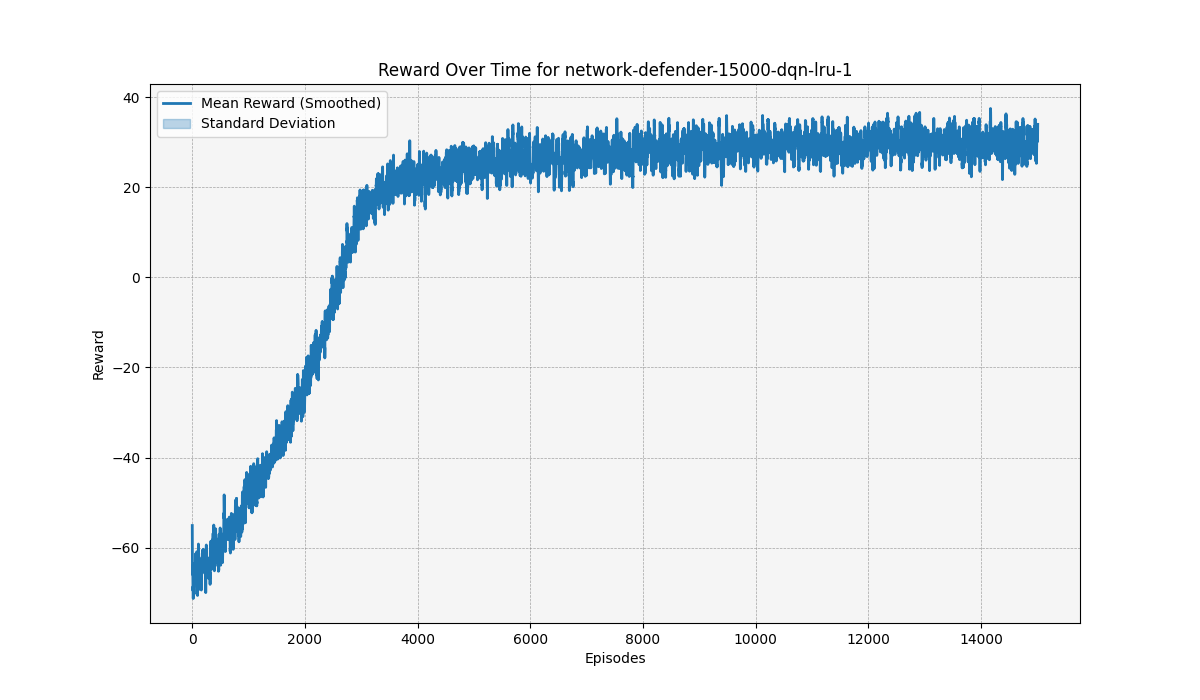 Reward Over Time for network-defender-15000-dqn-lru-1
Mean Reward (Smoothed)
Standard Deviation
40
20
0
−20
−40
−60
Reward
0 2000 4000 6000 8000 10000 12000 14000
Episodes